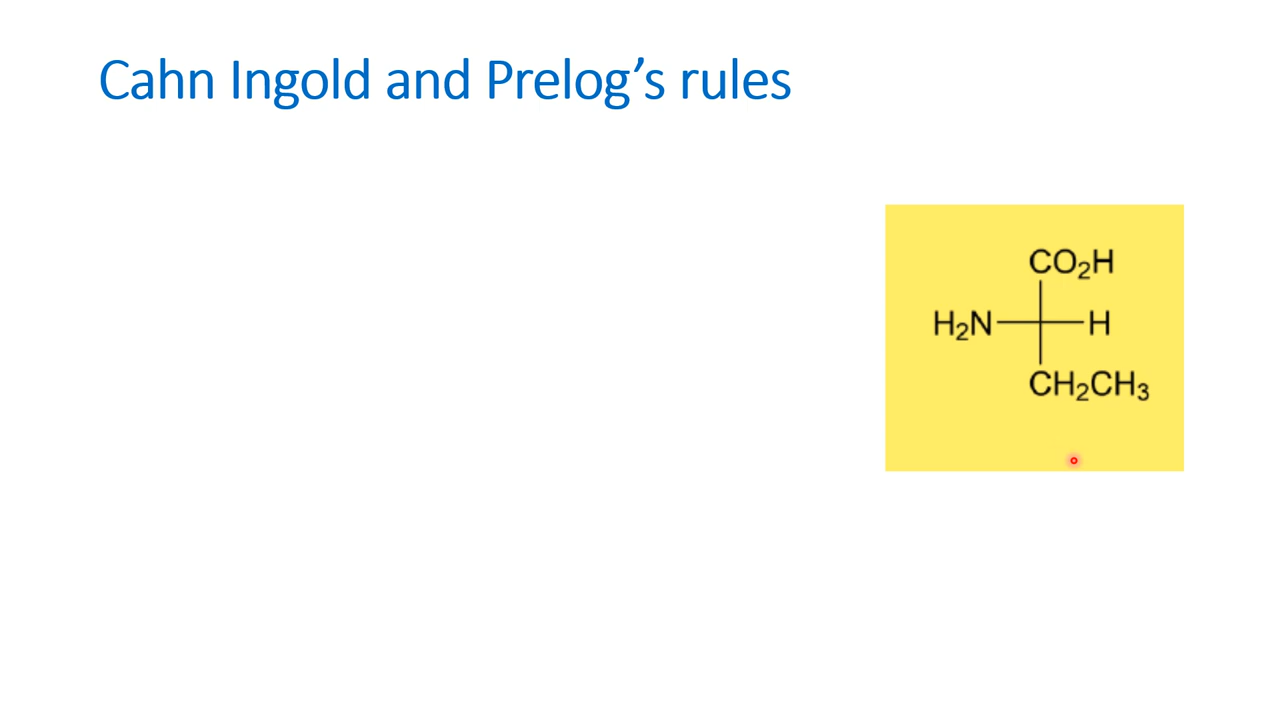 Cahn Ingold and Prelog’s rules
CO₂H
H₂N H
CH₂CH₃